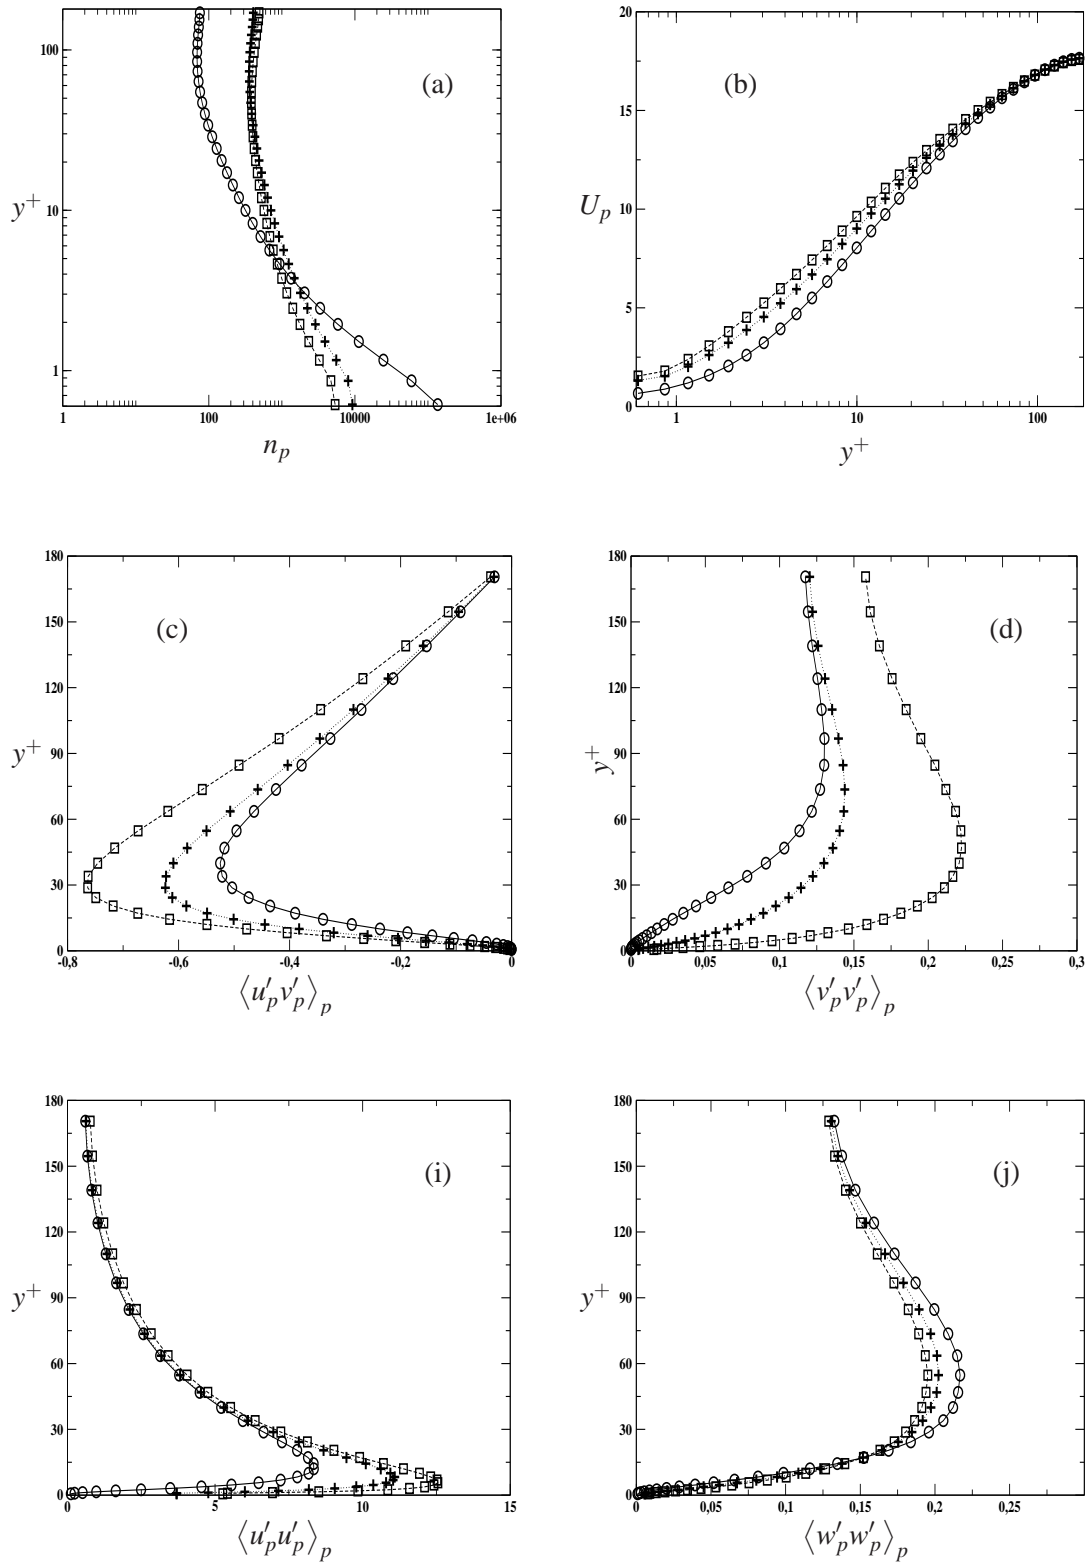 100
10
1
y⁺
(a)
1 100 10000 1e+06
n_p
20
15
10
5
0
U_p
(b)
1 10 100
y⁺
180
150
120
90
60
30
0
y⁺
(c)
-0,8 -0,6 -0,4 -0,2 0
⟨u′_p v′_p⟩_p
180
150
120
90
60
30
0
y⁺
(d)
0 0,05 0,1 0,15 0,2 0,25 0,3
⟨v′_p v′_p⟩_p
180
150
120
90
60
30
0
y⁺
(i)
0 5 10 15
⟨u′_p u′_p⟩_p
180
150
120
90
60
30
0
y⁺
(j)
0 0,05 0,1 0,15 0,2 0,25
⟨w′_p w′_p⟩_p